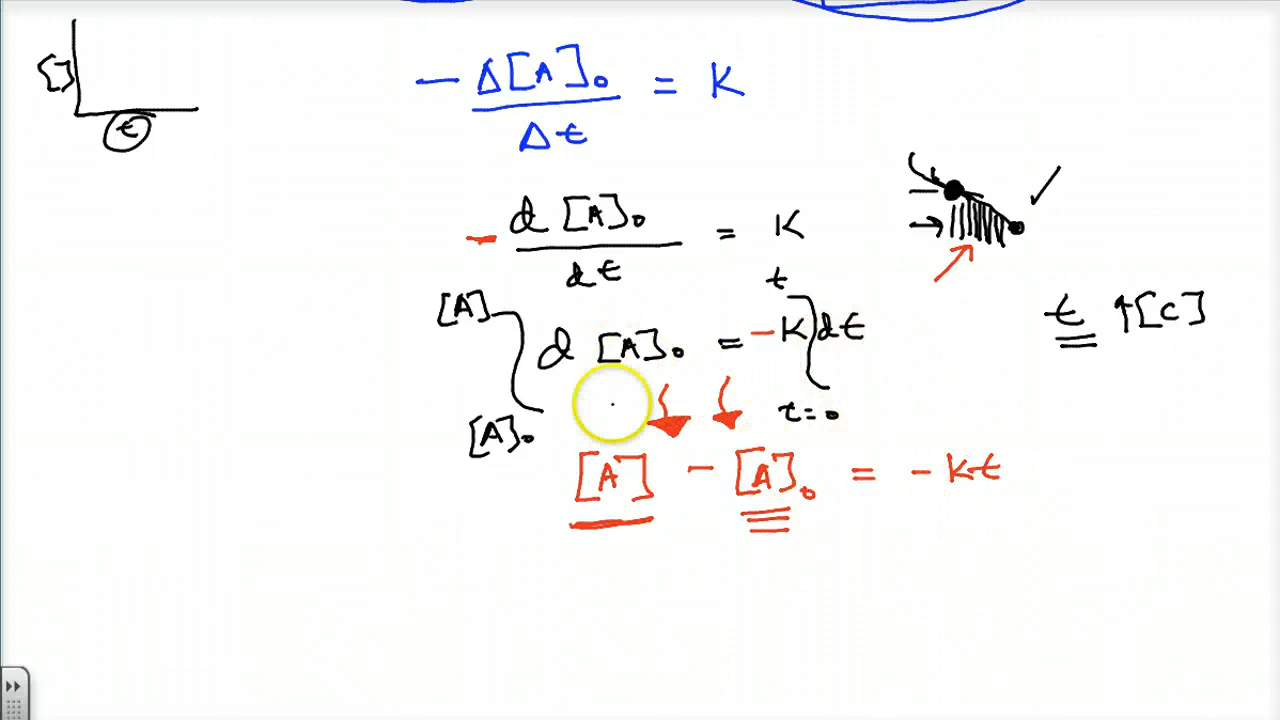 [ ]
t
- Δ[A]₀ = K
Δt
- d [A]₀ = K
dt
[A] t
d [A]₀ = - K dt
t ↑[C]
[A]₀ t=0
[A] - [A]₀ = - Kt